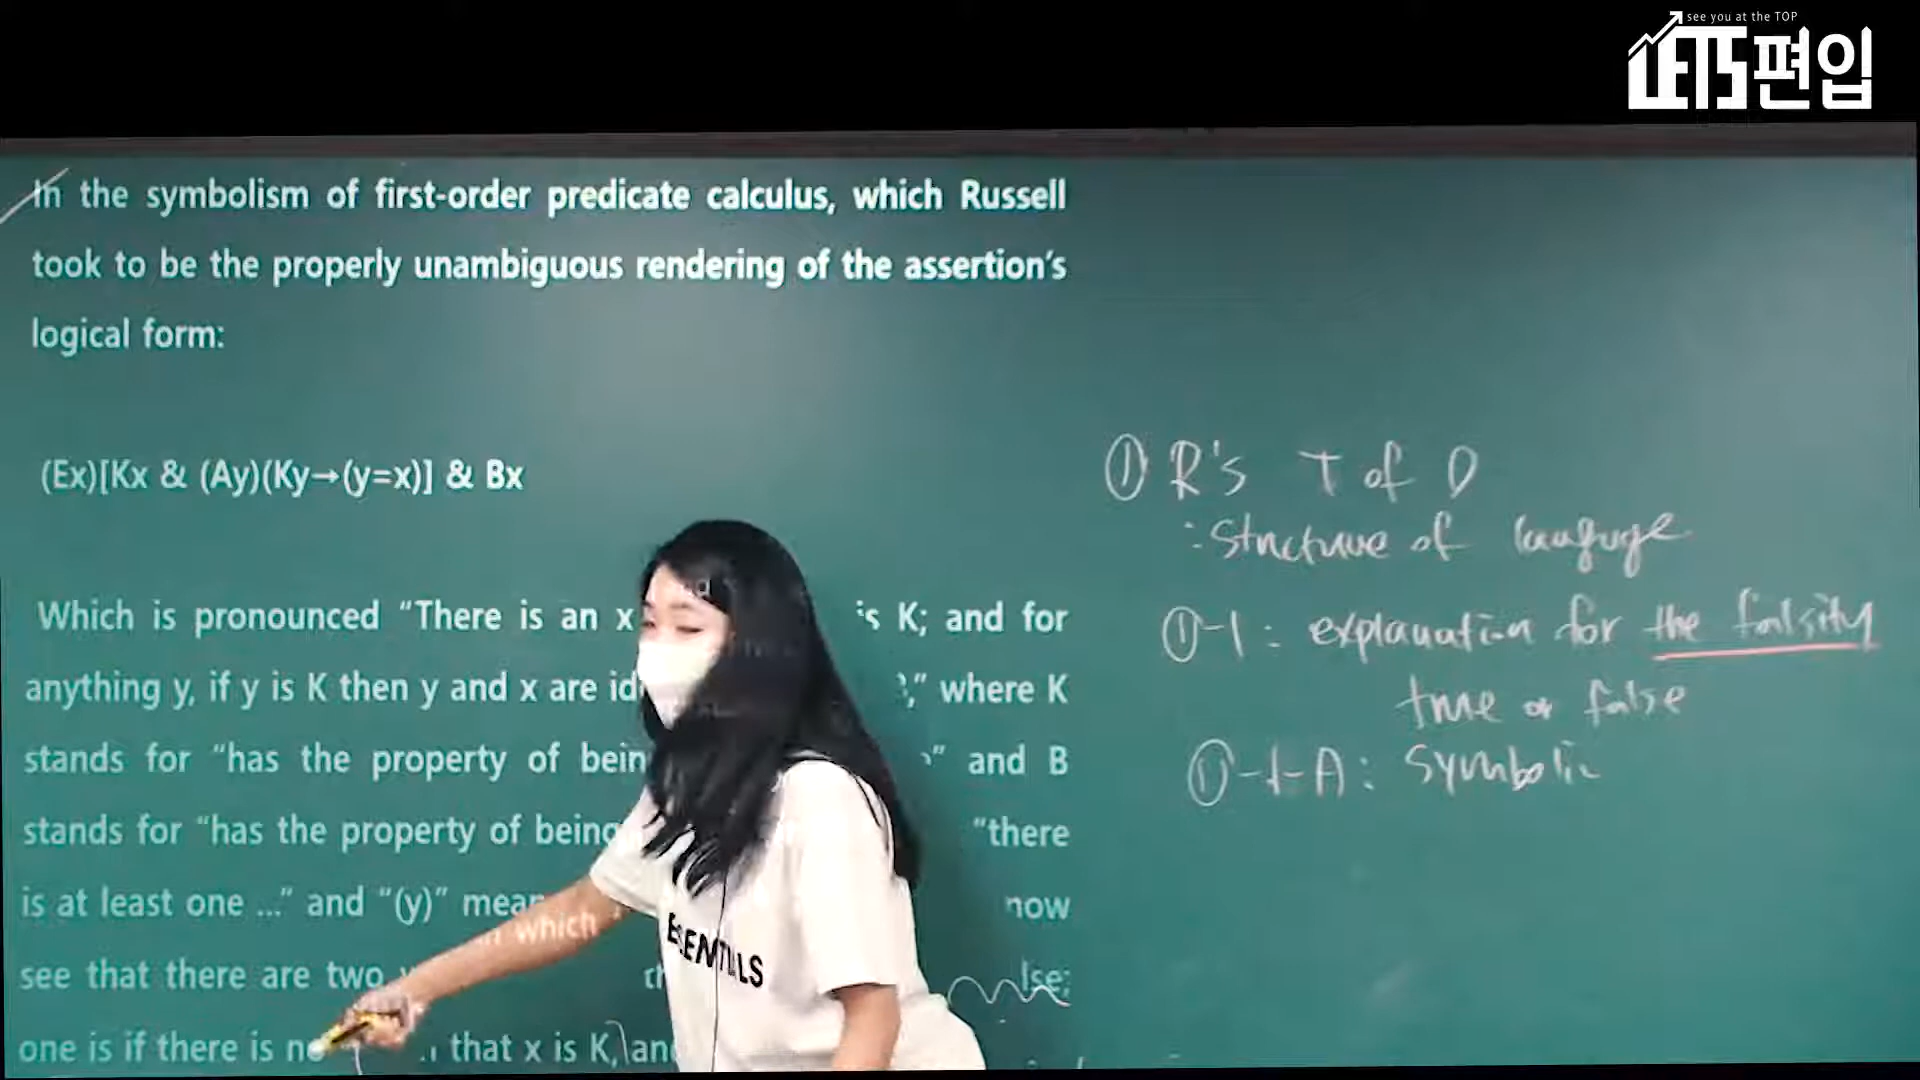 see you at the TOP
LETS편입
In the symbolism of first-order predicate calculus, which Russell
took to be the properly unambiguous rendering of the assertion's
logical form:
(Ex)[Kx & (Ay)(Ky→(y=x)] & Bx
Which is pronounced “There is an x is K; and for
anything y, if y is K then y and x are id ,” where K
stands for “has the property of bein ” and B
stands for “has the property of being “there
is at least one ...” and “(y)” mean now
see that there are two lse;
one is if there is no that x is K, and
in which
① R's T of D
: Structure of language
①-1 : explanation for the falsity
true or false
①-1-A : Symbolic
ESSENTIALS